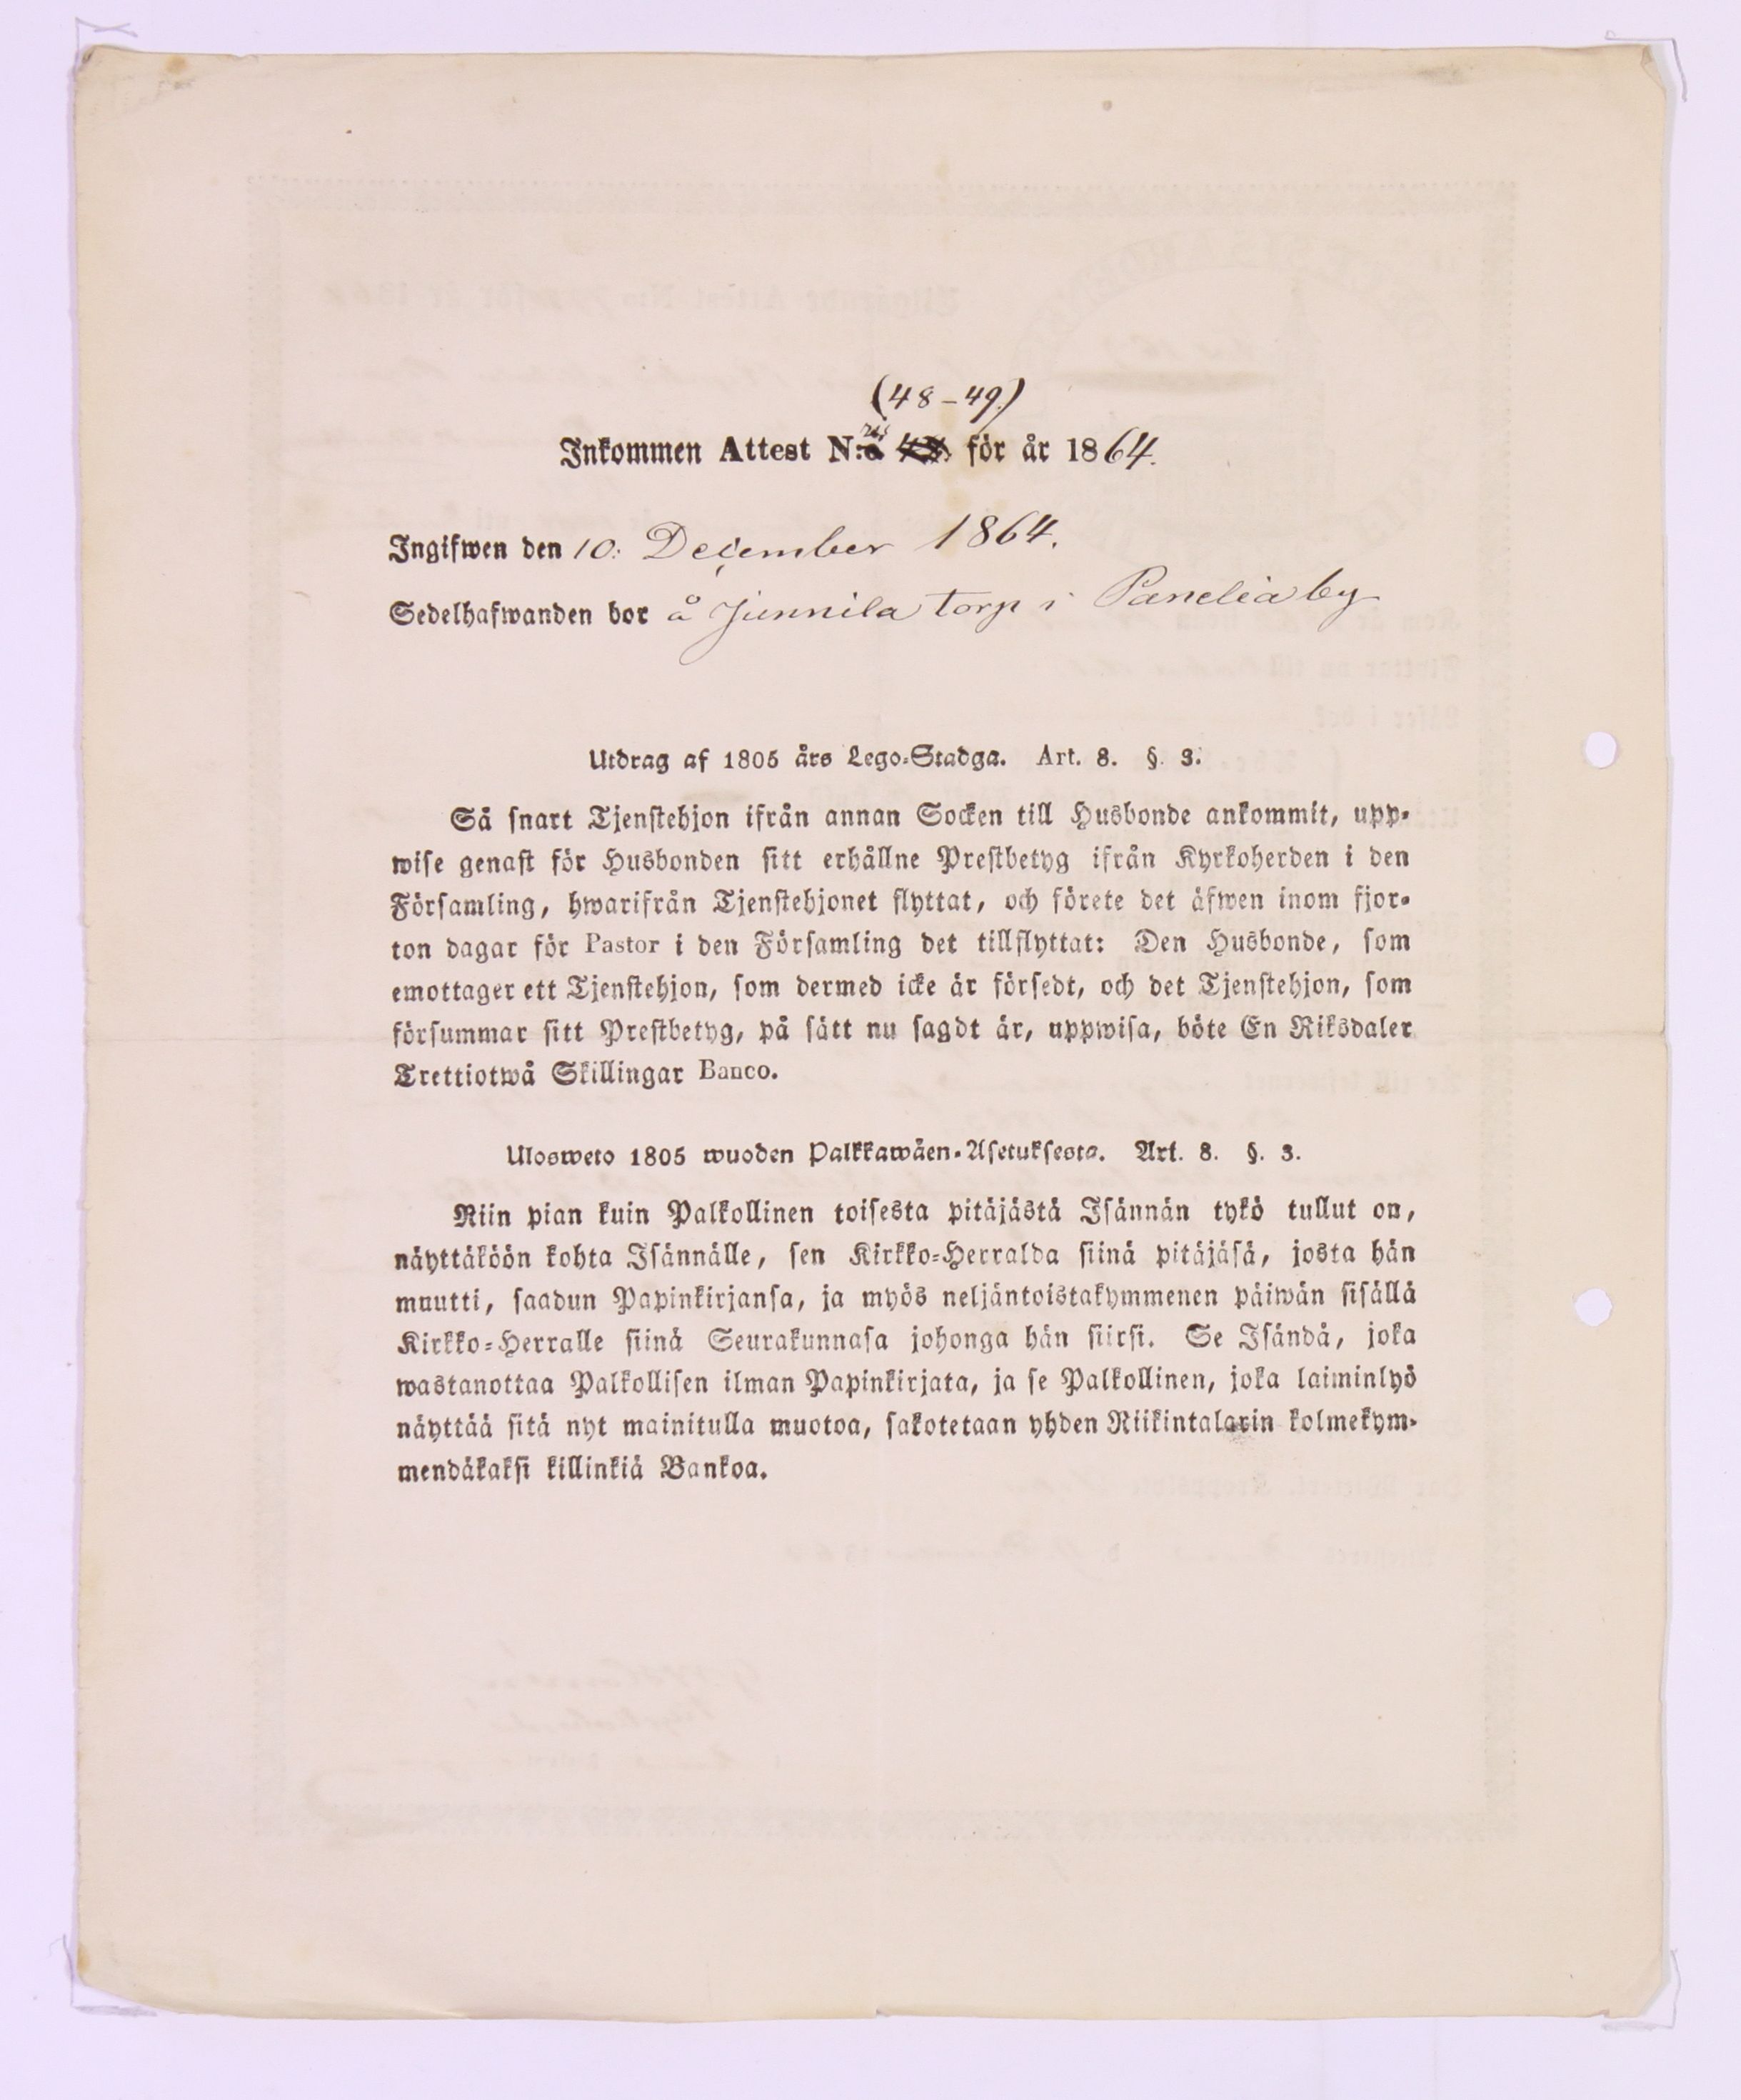 (48-49.)
Inkommen Attest N:ris 48. för år 1864.
Ingifwen den 10: December 1864.
Sedelhafwanden bor å Junnila torp i Panelia by
Utdrag af 1805 års Lego-Stadga. Art. 8. §. 3.
Så snart Tjenstehjon ifrån annan Socken till Husbonde ankommit, upp-
wise genast för Husbonden sitt erhållne Prestbetyg ifrån Kyrkoherden i den
Församling, hwarifrån Tjenstehjonet flyttat, och förete det äfwen inom fjor-
ton dagar för Pastor i den Församling det tillflyttat: Den Husbonde, som
emottager ett Tjenstehjon, som dermed icke är försedt, och det Tjenstehjon, som
försummar sitt Prestbetyg, på sätt nu sagdt är, uppwisa, böte En Riksdaler
Trettiotwå Skillingar Banco.
Ulosweto 1805 wuoden Palkkawäen-Asetuksesta. Art. 8. §. 3.
Niin pian kuin Palkollinen toisesta pitäjästä Isännän tykö tullut on,
näyttäköön kohta Isännälle, sen Kirkko-Herralda siinä pitäjäsä, josta hän
muutti, saadun Papinkirjansa, ja myös neljäntoistakymmenen päiwän sisällä
Kirkko-Herralle siinä Seurakunnasa johonga hän siirsi. Se Isändä, joka
wastanottaa Palkollisen ilman Papinkirjata, ja se Palkollinen, joka laiminlyö
näyttää sitä nyt mainitulla muotoa, sakotetaan yhden Riikintalarin kolmekym-
mendäkaksi killinkiä Bankoa.